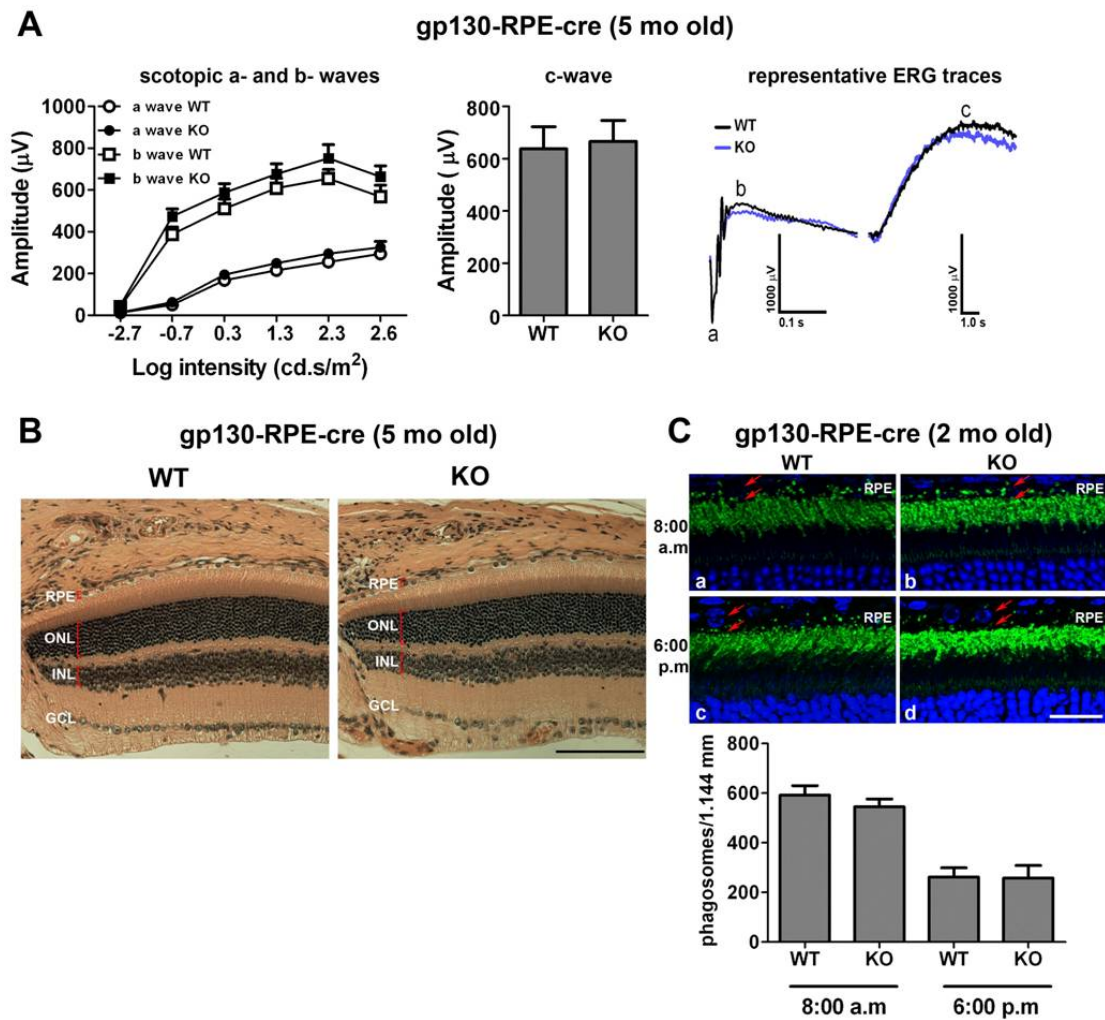 A
gp130-RPE-cre (5 mo old)
scotopic a- and b- waves
1000
800
600
400
200
0
Amplitude (μV)
a wave WT
a wave KO
b wave WT
b wave KO
-2.7 -0.7 0.3 1.3 2.3 2.6
Log intensity (cd.s/m²)
c-wave
800
600
400
200
0
Amplitude ( μV)
WT KO
representative ERG traces
WT
KO
a
b
c
1000 μV
0.1 s
1000 μV
1.0 s
B
gp130-RPE-cre (5 mo old)
WT KO
RPE
ONL
INL
GCL
RPE
ONL
INL
GCL
C
gp130-RPE-cre (2 mo old)
WT KO
8:00
a.m
RPE
a
RPE
b
6:00
p.m
RPE
c
RPE
d
800
600
400
200
0
phagosomes/1.144 mm
WT KO WT KO
8:00 a.m 6:00 p.m